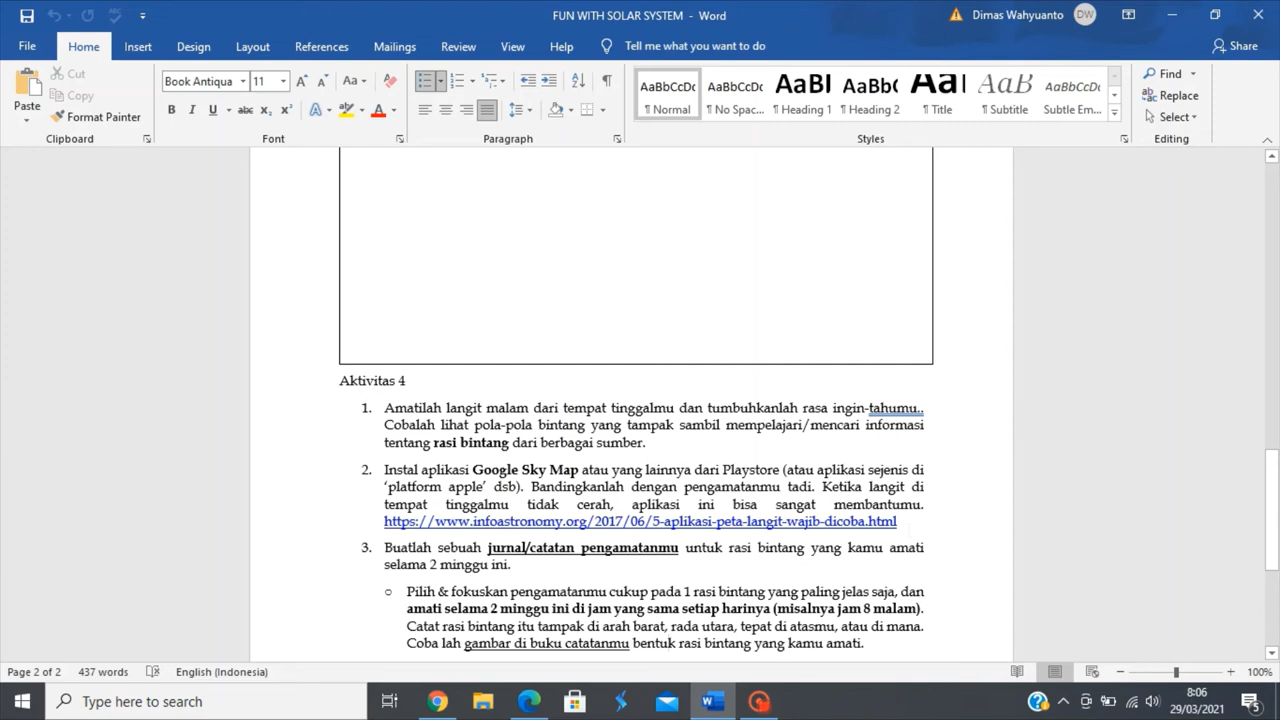 FUN WITH SOLAR SYSTEM - Word
Dimas Wahyuanto
DW
File Home Insert Design Layout References Mailings Review View Help Tell me what you want to do
Share
Paste
Cut
Copy
Format Painter
Clipboard
Book Antiqua 11
Font
Paragraph
AaBbCcDc AaBbCcDc AaBl AaBb( AaI AaB AaBbCcDc
¶ Normal ¶ No Spac... ¶ Heading 1 ¶ Heading 2 ¶ Title ¶ Subtitle Subtle Em...
Styles
Find
Replace
Select
Editing
Aktivitas 4
1. Amatilah langit malam dari tempat tinggalmu dan tumbuhkanlah rasa ingin-tahumu..
Cobalah lihat pola-pola bintang yang tampak sambil mempelajari/mencari informasi
tentang rasi bintang dari berbagai sumber.
2. Instal aplikasi Google Sky Map atau yang lainnya dari Playstore (atau aplikasi sejenis di
‘platform apple’ dsb). Bandingkanlah dengan pengamatanmu tadi. Ketika langit di
tempat tinggalmu tidak cerah, aplikasi ini bisa sangat membantumu.
https://www.infoastronomy.org/2017/06/5-aplikasi-peta-langit-wajib-dicoba.html
3. Buatlah sebuah jurnal/catatan pengamatanmu untuk rasi bintang yang kamu amati
selama 2 minggu ini.
○ Pilih & fokuskan pengamatanmu cukup pada 1 rasi bintang yang paling jelas saja, dan
amati selama 2 minggu ini di jam yang sama setiap harinya (misalnya jam 8 malam).
Catat rasi bintang itu tampak di arah barat, rada utara, tepat di atasmu, atau di mana.
Coba lah gambar di buku catatanmu bentuk rasi bintang yang kamu amati.
Page 2 of 2 437 words English (Indonesia)
100%
Type here to search
8:06
29/03/2021
5